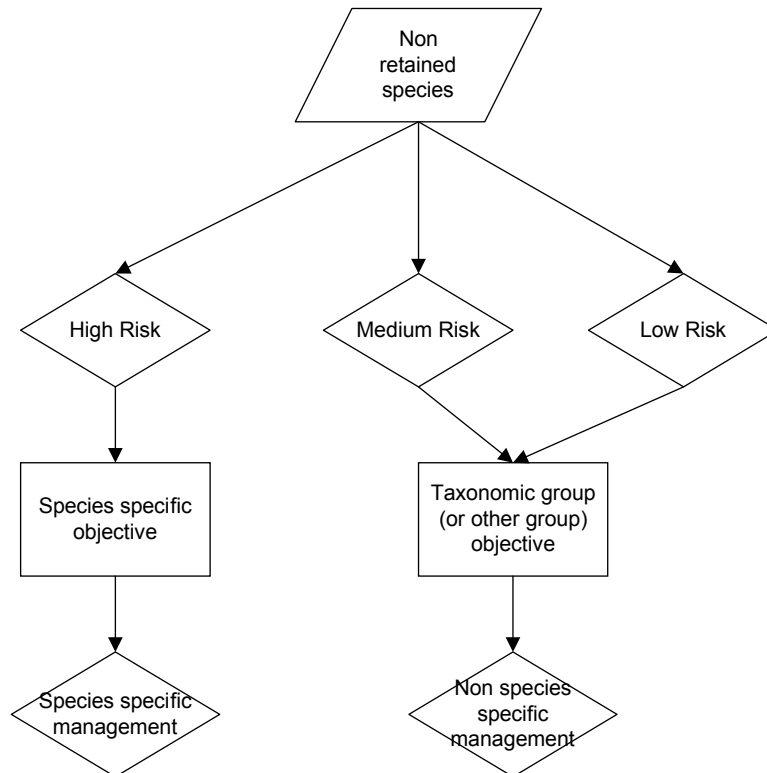 Non
retained
species
High Risk
Medium Risk
Low Risk
Species specific
objective
Taxonomic group
(or other group)
objective
Species specific
management
Non species
specific
management